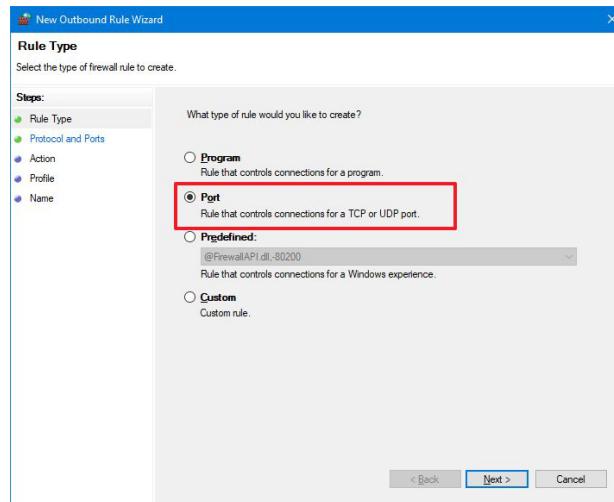 New Outbound Rule Wizard
Rule Type
Select the type of firewall rule to create.
Steps:
Rule Type
Protocol and Ports
Action
Profile
Name
What type of rule would you like to create?
Program
Rule that controls connections for a program.
Port
Rule that controls connections for a TCP or UDP port.
Predefined:
@FirewallAPI.dll,-80200
Rule that controls connections for a Windows experience.
Custom
Custom rule.
< Back
Next >
Cancel